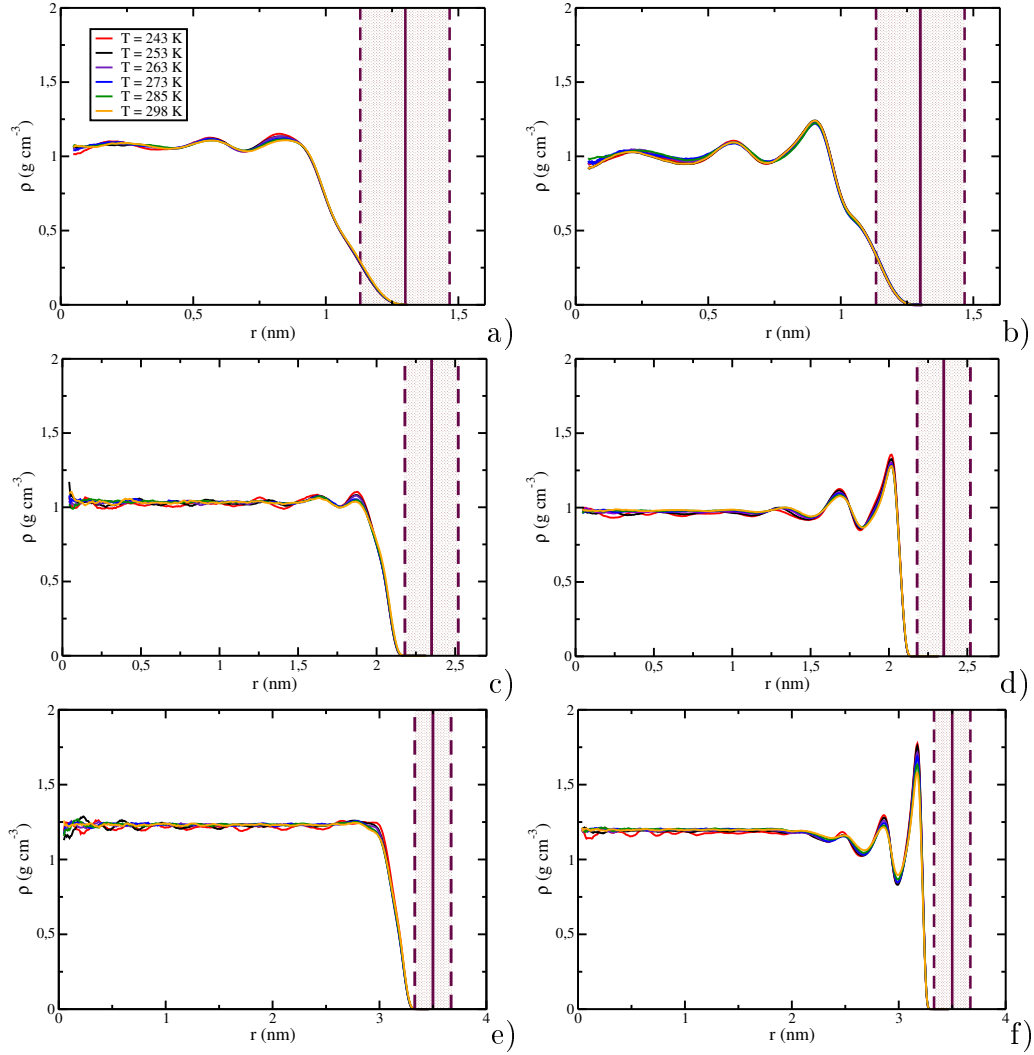 2
1,5
1
0,5
0
ρ (g cm⁻³)
T = 243 K
T = 253 K
T = 263 K
T = 273 K
T = 285 K
T = 298 K
0 0,5 1 1,5
r (nm)
a)
2
1,5
1
0,5
0
ρ (g cm⁻³)
0 0,5 1 1,5
r (nm)
b)
2
1,5
1
0,5
0
ρ (g cm⁻³)
0 0,5 1 1,5 2 2,5
r (nm)
c)
2
1,5
1
0,5
0
ρ (g cm⁻³)
0 0,5 1 1,5 2 2,5
r (nm)
d)
2
1,5
1
0,5
0
ρ (g cm⁻³)
0 1 2 3 4
r (nm)
e)
2
1,5
1
0,5
0
ρ (g cm⁻³)
0 1 2 3 4
r (nm)
f)